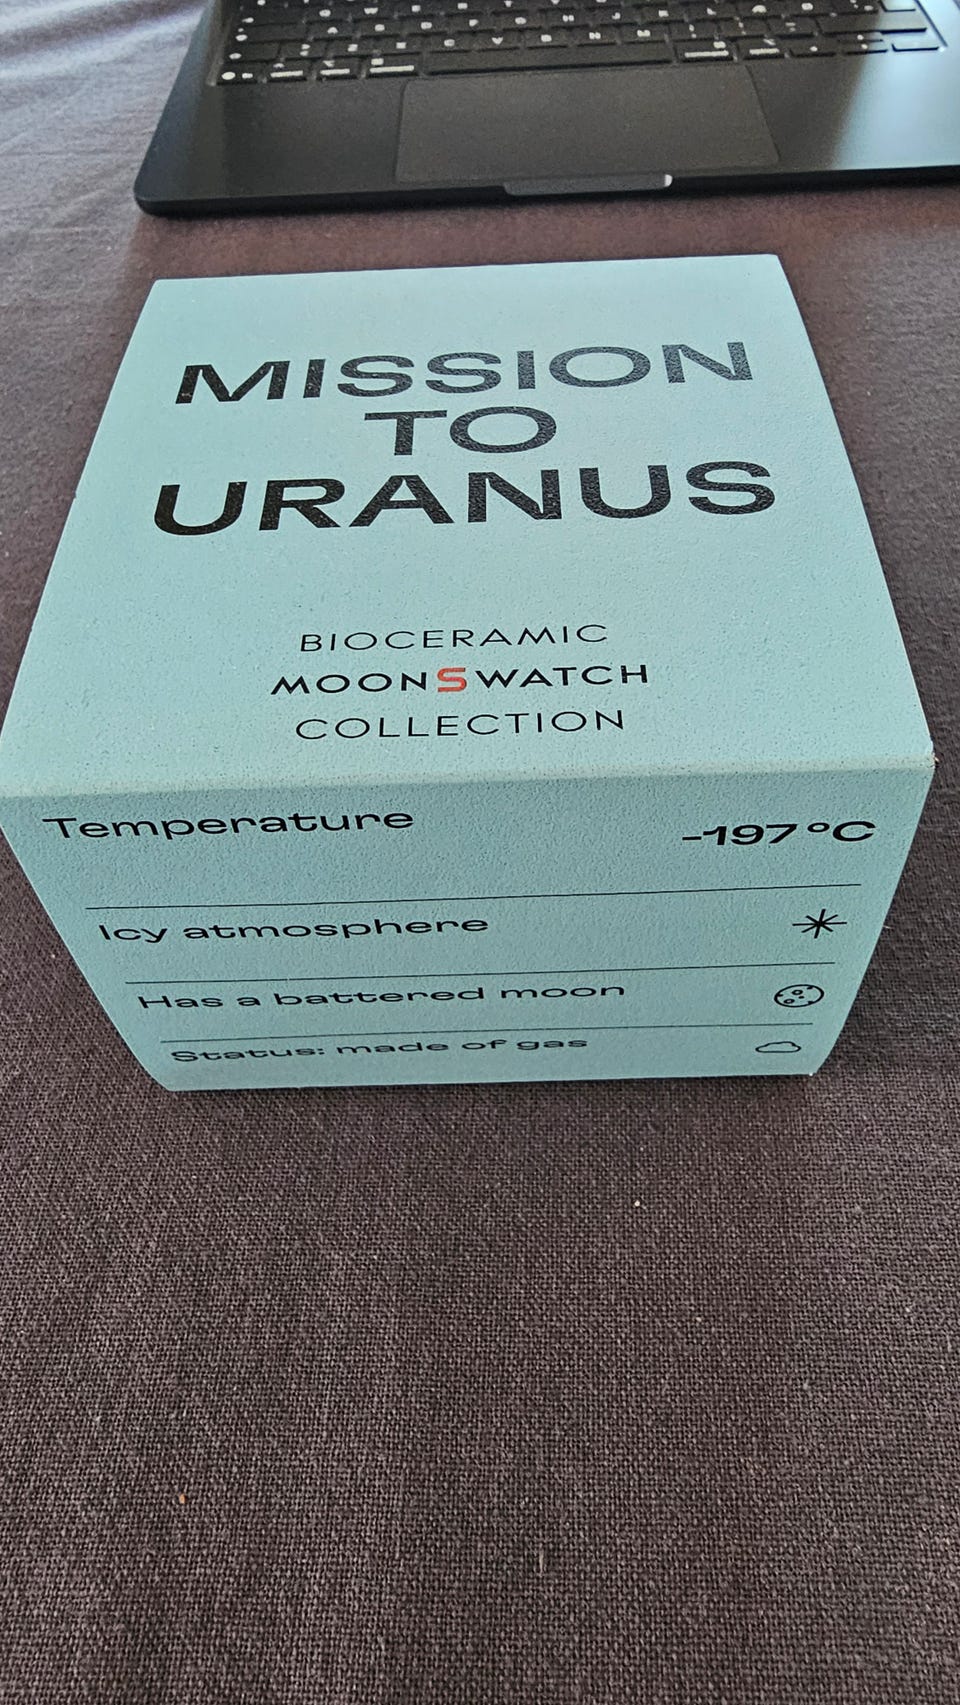 MISSION
TO
URANUS
BIOCERAMIC
MOONSWATCH
COLLECTION
Temperature -197°C
Icy atmosphere
Has a battered moon
Status: made of gas